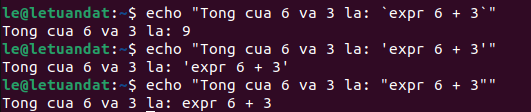 le@letuandat:~$ echo "Tong cua 6 va 3 la: `expr 6 + 3`"
Tong cua 6 va 3 la: 9
le@letuandat:~$ echo "Tong cua 6 va 3 la: 'expr 6 + 3'"
Tong cua 6 va 3 la: 'expr 6 + 3'
le@letuandat:~$ echo "Tong cua 6 va 3 la: "expr 6 + 3""
Tong cua 6 va 3 la: expr 6 + 3